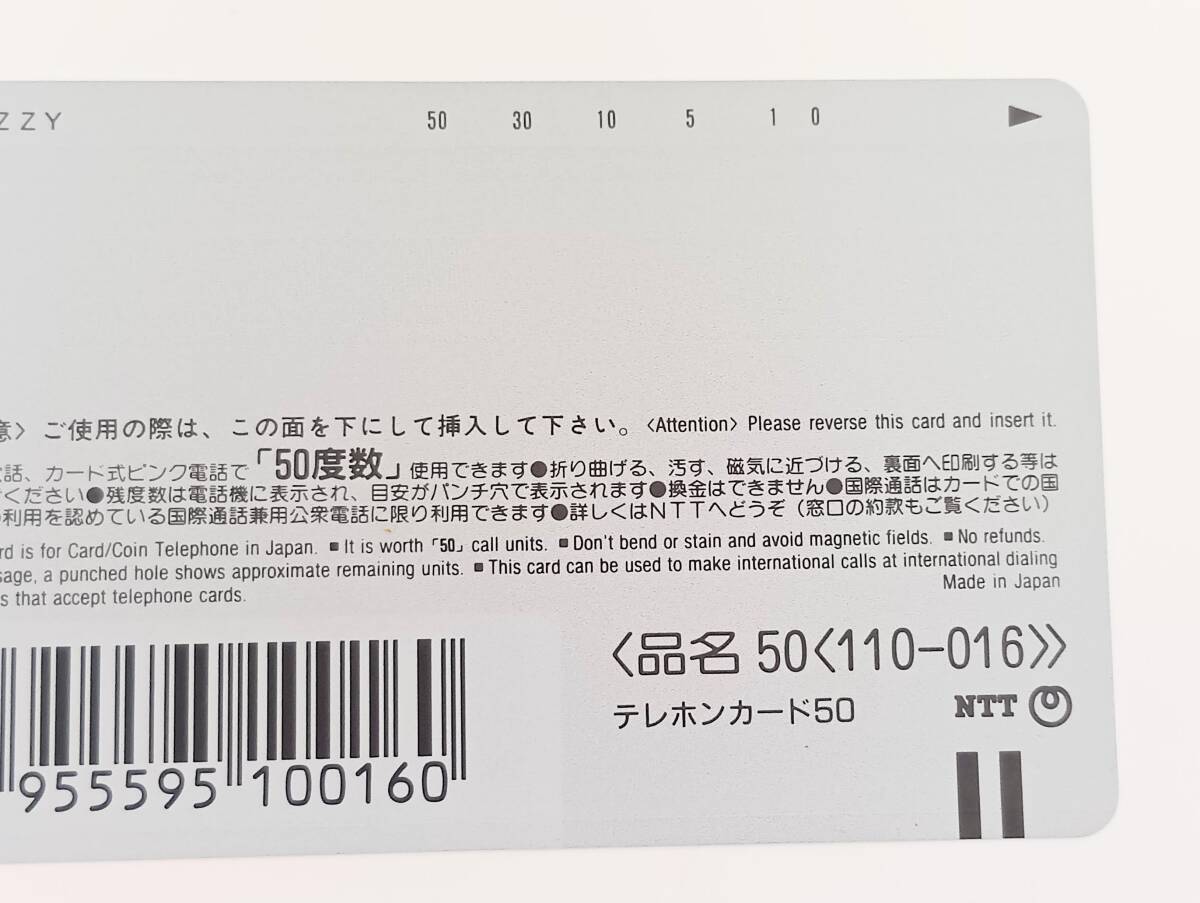 ZZY 50 30 10 5 1 0
意〉ご使用の際は、この面を下にして挿入して下さい。〈Attention〉Please reverse this card and insert it.
話、カード式ピンク電話で「50度数」使用できます●折り曲げる、汚す、磁気に近づける、裏面へ印刷する等は
ください●残度数は電話機に表示され、目安がパンチ穴で表示されます●換金はできません●国際通話はカードでの国
利用を認めている国際通話兼用公衆電話に限り利用できます●詳しくはNTTへどうぞ（窓口の約款もご覧ください）
rd is for Card/Coin Telephone in Japan. ■It is worth「50」call units. ■Don't bend or stain and avoid magnetic fields. ■No refunds.
sage, a punched hole shows approximate remaining units. ■This card can be used to make international calls at international dialing
s that accept telephone cards.
Made in Japan
〈品名 50〈110-016〉〉
テレホンカード50
NTT
955595 100160